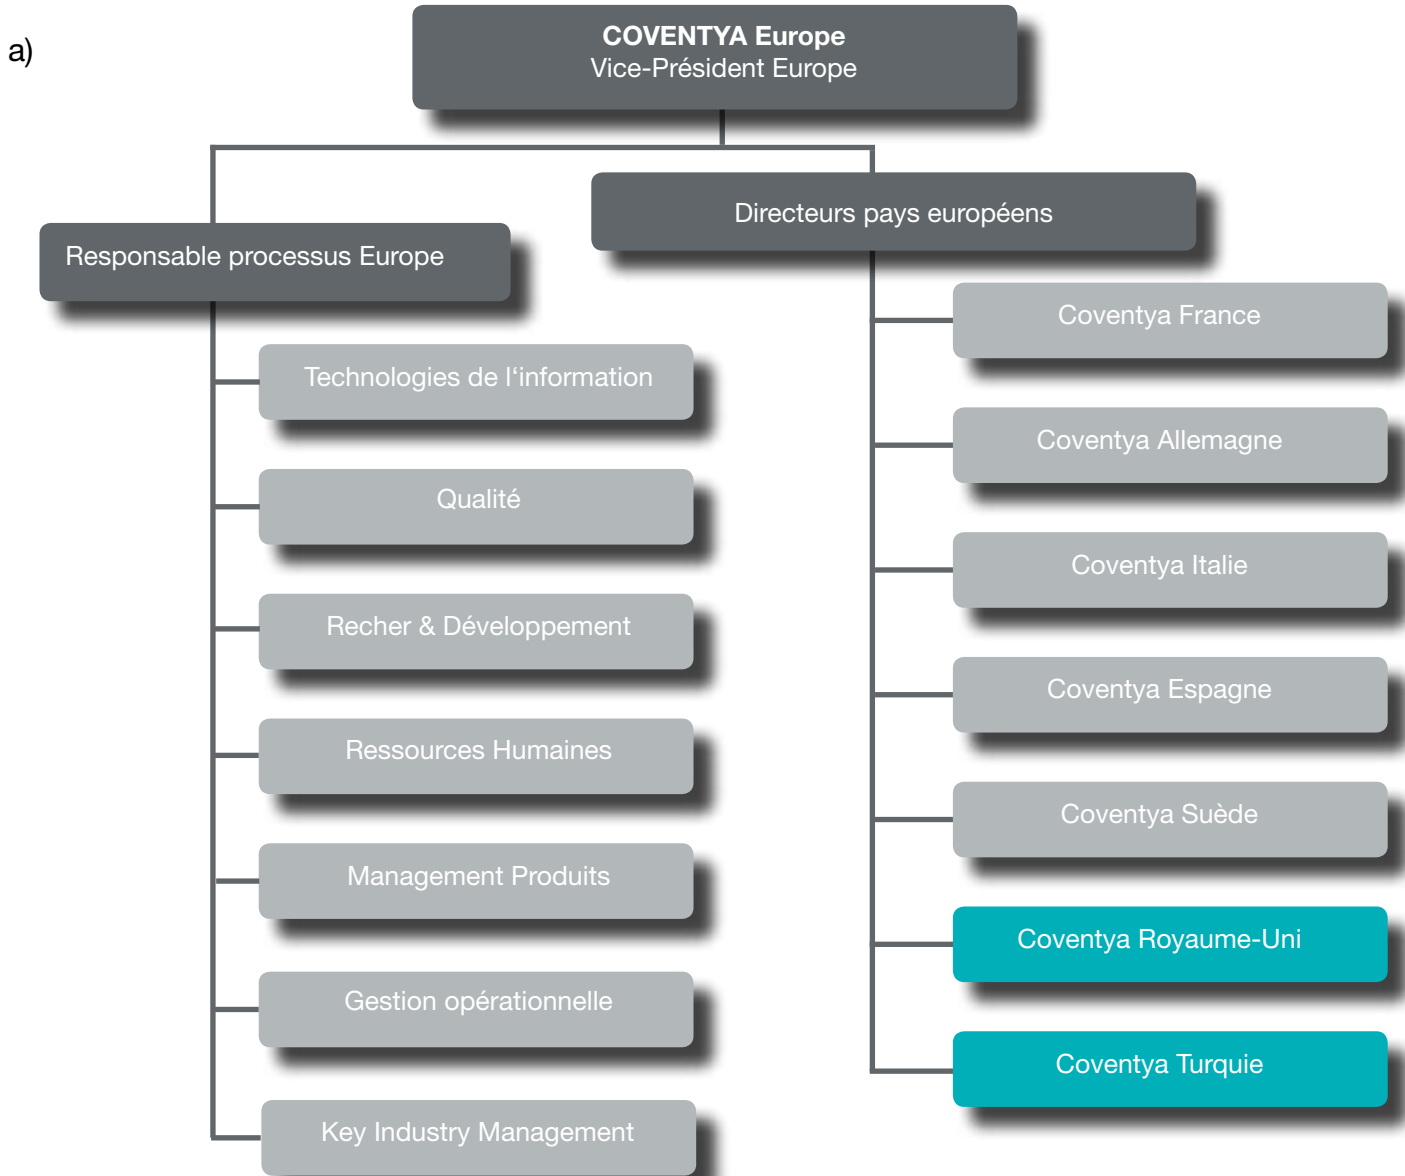 a)
COVENTYA Europe
Vice-Président Europe
Responsable processus Europe
Technologies de l‘information
Qualité
Recher & Développement
Ressources Humaines
Management Produits
Gestion opérationnelle
Key Industry Management
Directeurs pays européens
Coventya France
Coventya Allemagne
Coventya Italie
Coventya Espagne
Coventya Suède
Coventya Royaume-Uni
Coventya Turquie